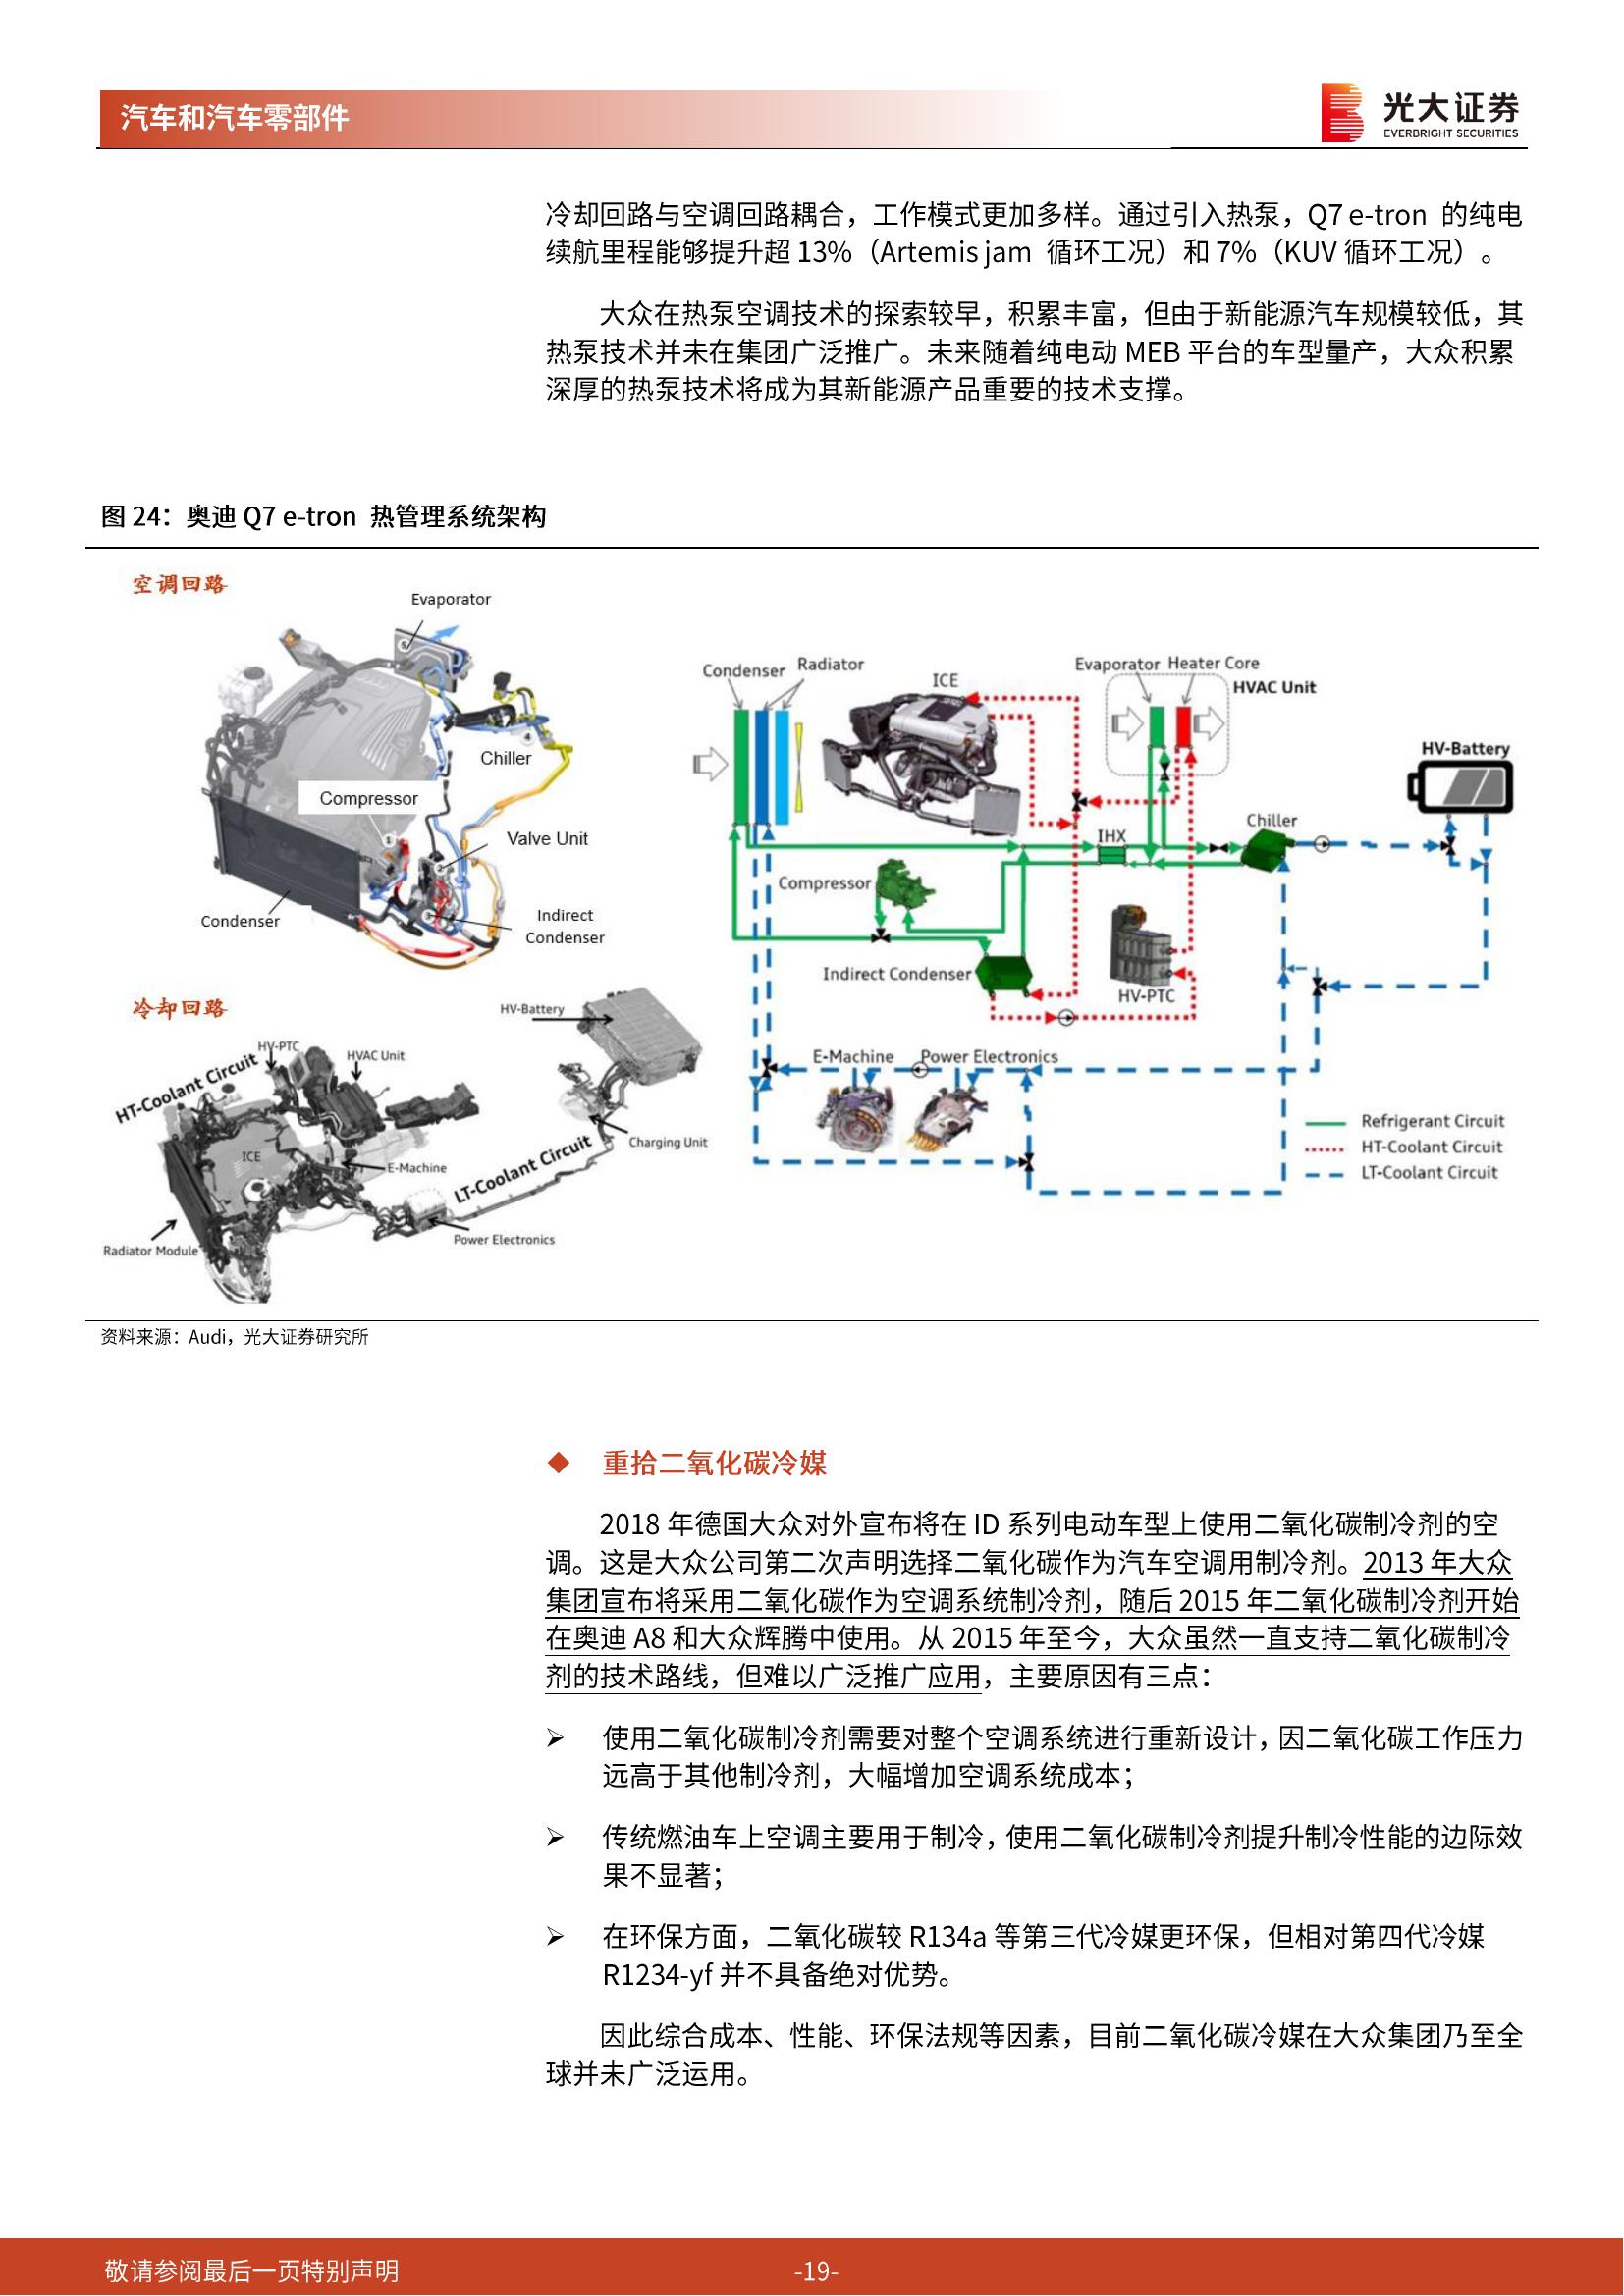 汽车和汽车零部件
光大证券
EVERBRIGHT SECURITIES
冷却回路与空调回路耦合，工作模式更加多样。通过引入热泵，Q7 e-tron 的纯电
续航里程能够提升超 13%（Artemis jam 循环工况）和 7%（KUV 循环工况）。
大众在热泵空调技术的探索较早，积累丰富，但由于新能源汽车规模较低，其
热泵技术并未在集团广泛推广。未来随着纯电动 MEB 平台的车型量产，大众积累
深厚的热泵技术将成为其新能源产品重要的技术支撑。
图 24：奥迪 Q7 e-tron 热管理系统架构
空调回路
Evaporator
5
4
Chiller
Compressor
1
Valve Unit
2
3
Condenser
Indirect
Condenser
冷却回路
HV-Battery
HV-PTC
HVAC Unit
HT-Coolant Circuit
ICE
E-Machine
Charging Unit
LT-Coolant Circuit
Radiator Module
Power Electronics
Condenser
Radiator
ICE
Evaporator
Heater Core
HVAC Unit
HV-Battery
Chiller
IHX
Compressor
Indirect Condenser
HV-PTC
E-Machine
Power Electronics
Refrigerant Circuit
HT-Coolant Circuit
LT-Coolant Circuit
资料来源：Audi，光大证券研究所
◆ 重拾二氧化碳冷媒
2018 年德国大众对外宣布将在 ID 系列电动车型上使用二氧化碳制冷剂的空
调。这是大众公司第二次声明选择二氧化碳作为汽车空调用制冷剂。2013 年大众
集团宣布将采用二氧化碳作为空调系统制冷剂，随后 2015 年二氧化碳制冷剂开始
在奥迪 A8 和大众辉腾中使用。从 2015 年至今，大众虽然一直支持二氧化碳制冷
剂的技术路线，但难以广泛推广应用，主要原因有三点：
➢ 使用二氧化碳制冷剂需要对整个空调系统进行重新设计，因二氧化碳工作压力
远高于其他制冷剂，大幅增加空调系统成本；
➢ 传统燃油车上空调主要用于制冷，使用二氧化碳制冷剂提升制冷性能的边际效
果不显著；
➢ 在环保方面，二氧化碳较 R134a 等第三代冷媒更环保，但相对第四代冷媒
R1234-yf 并不具备绝对优势。
因此综合成本、性能、环保法规等因素，目前二氧化碳冷媒在大众集团乃至全
球并未广泛运用。
敬请参阅最后一页特别声明
-19-